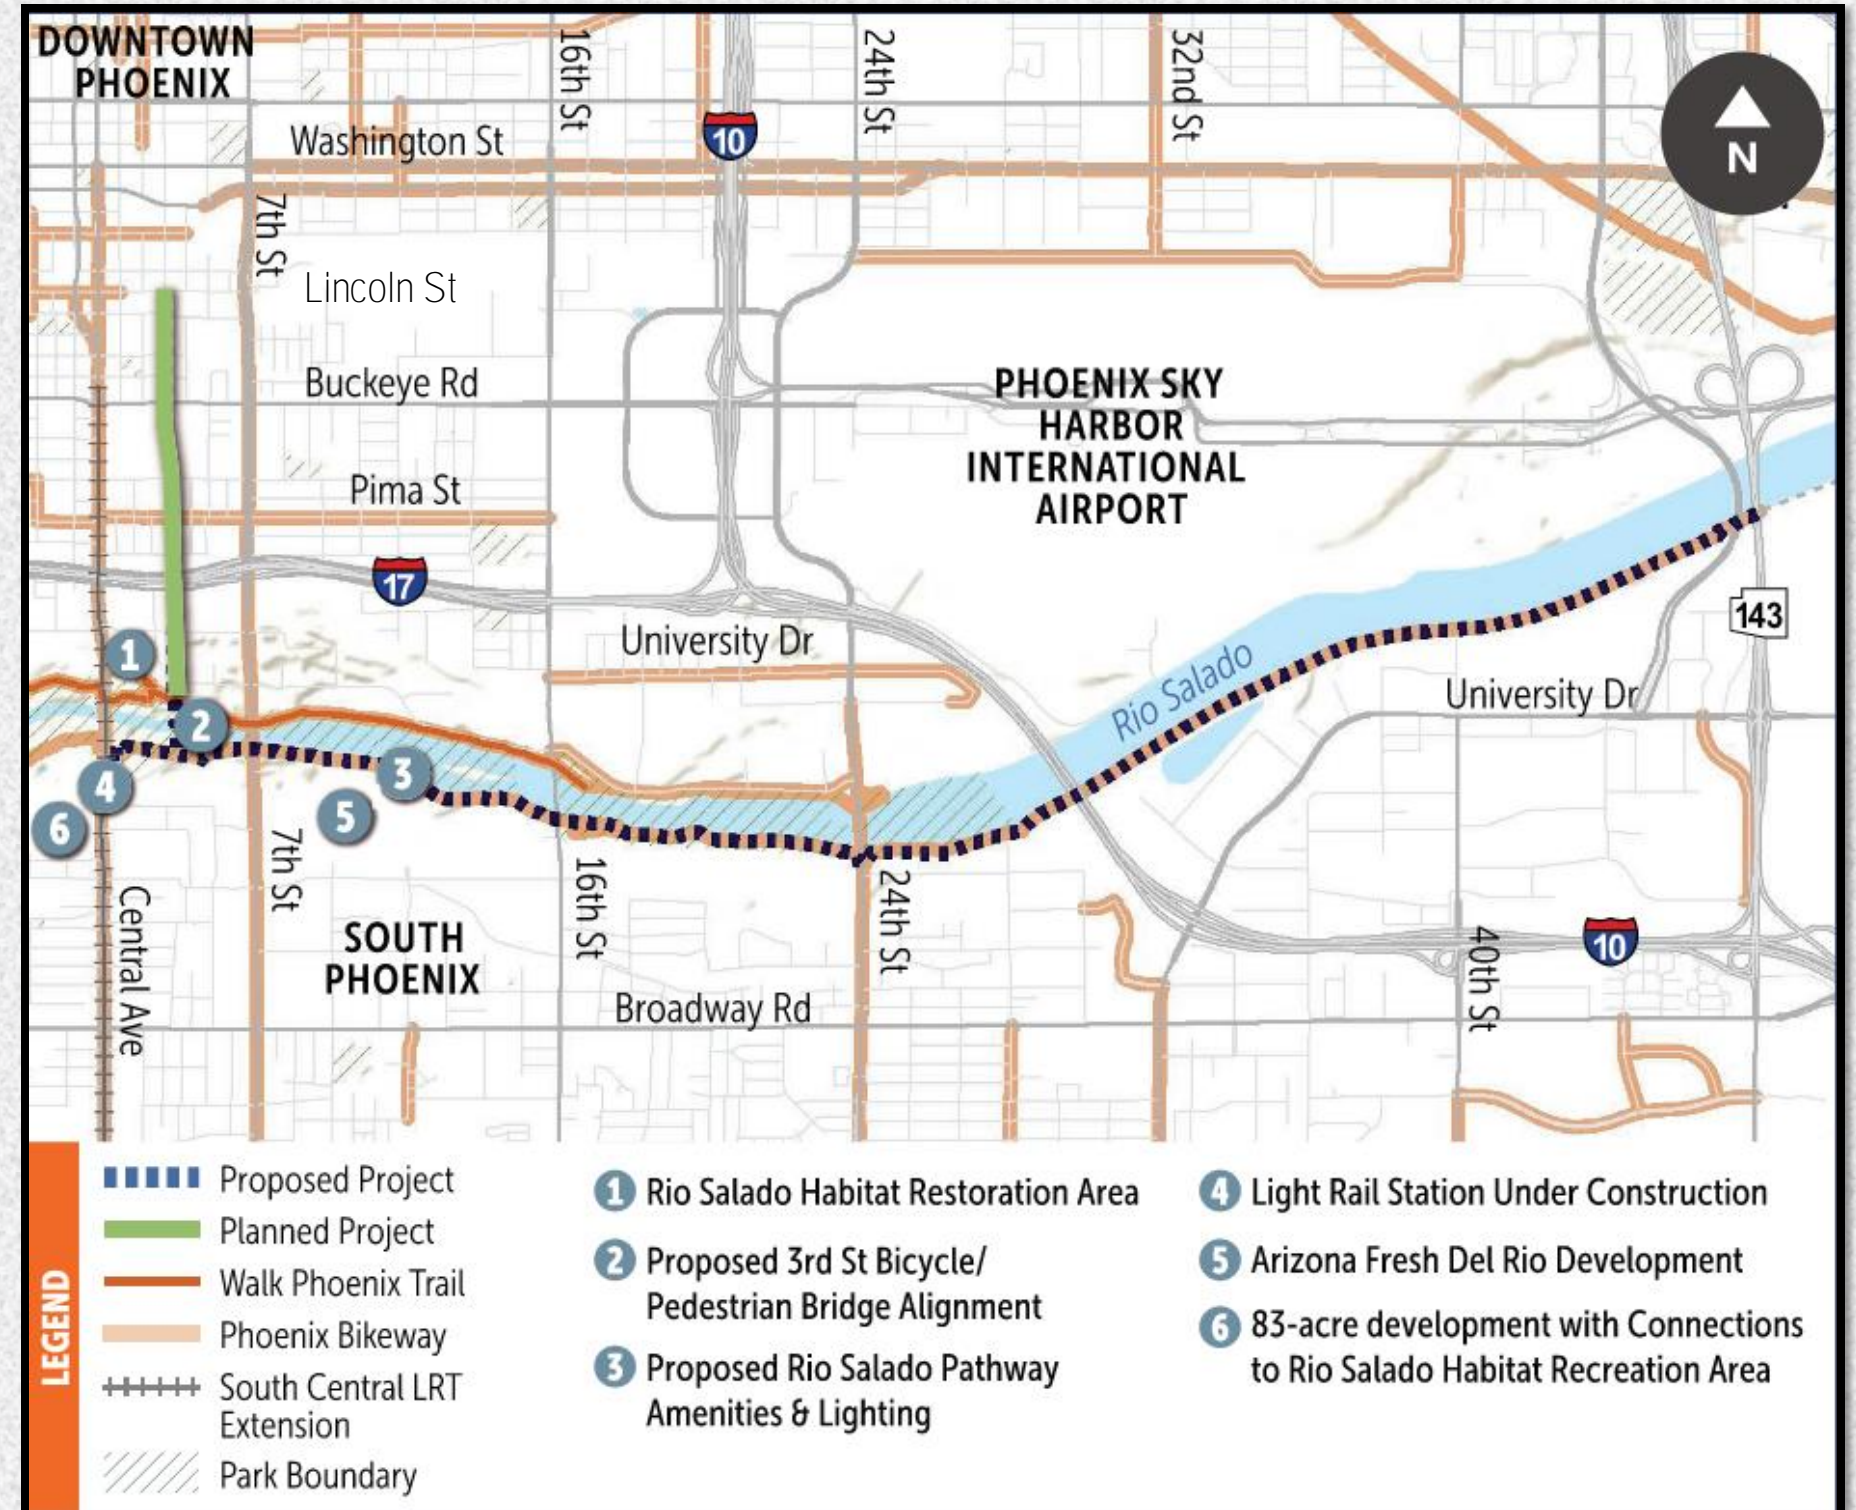 DOWNTOWN
PHOENIX
16th St
24th St
32nd St
10
N
Washington St
7th St
Lincoln St
Buckeye Rd
PHOENIX SKY
HARBOR
INTERNATIONAL
AIRPORT
Pima St
17
143
1
University Dr
Rio Salado
University Dr
2
3
4
5
6
7th St
16th St
24th St
Central Ave
SOUTH
PHOENIX
40th St
10
Broadway Rd
LEGEND
Proposed Project
Planned Project
Walk Phoenix Trail
Phoenix Bikeway
South Central LRT
Extension
Park Boundary
1 Rio Salado Habitat Restoration Area
2 Proposed 3rd St Bicycle/
Pedestrian Bridge Alignment
3 Proposed Rio Salado Pathway
Amenities & Lighting
4 Light Rail Station Under Construction
5 Arizona Fresh Del Rio Development
6 83-acre development with Connections
to Rio Salado Habitat Recreation Area